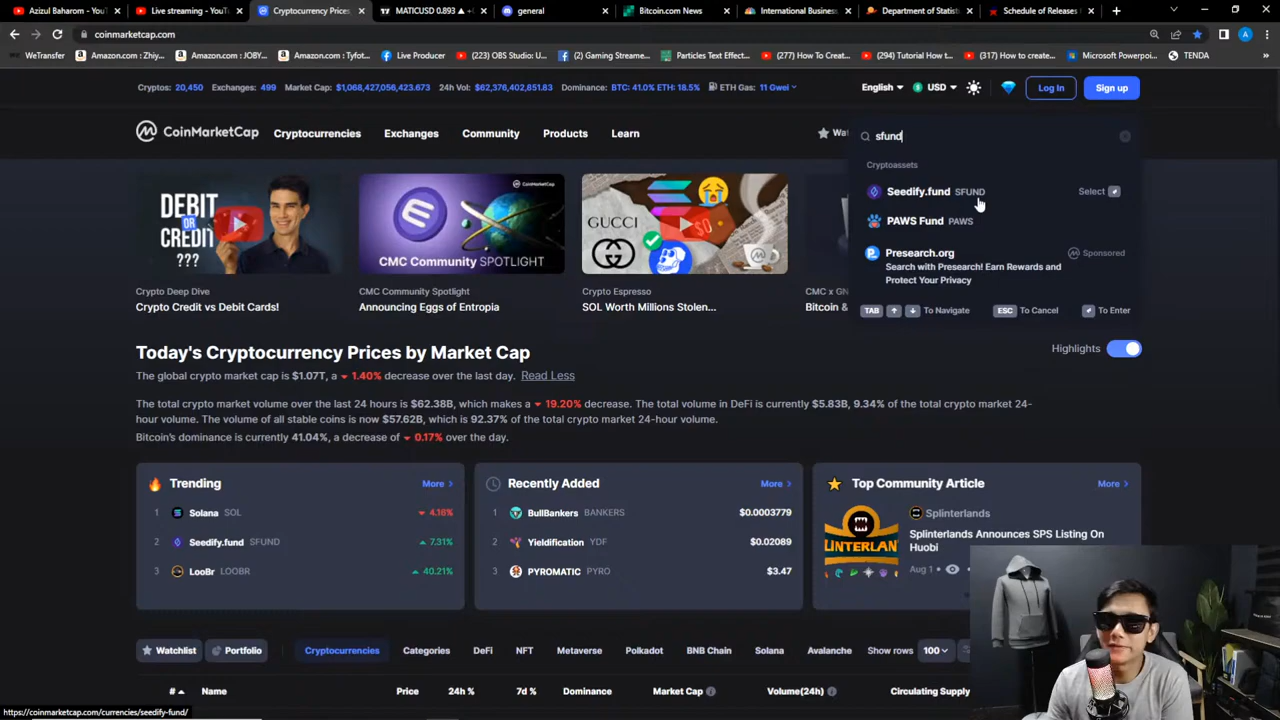 Azizul Baharom - YouT
Live streaming - YouT
Cryptocurrency Prices
MATICUSD 0.893 ▲
general
Bitcoin.com News
International Business
Department of Statis
Schedule of Releases
coinmarketcap.com
A
WeTransfer
Amazon.com : Zhiy...
Amazon.com : JOBY...
Amazon.com : Tyfot...
Live Producer
(223) OBS Studio: U...
Gaming Streame...
Particles Text Effect...
(277) How To Creat...
(294) Tutorial How t...
(317) How to create...
Microsoft Powerpoi...
TENDA
Cryptos: 20,450 Exchanges: 499 Market Cap: $1,068,427,056,423.673 24h Vol: $62,376,402,851.83 Dominance: BTC: 41.0% ETH: 18.5% ETH Gas: 11 Gwei
English USD Log In Sign up
CoinMarketCap Cryptocurrencies Exchanges Community Products Learn
sfund
Cryptoassets
Seedify.fund SFUND Select
PAWS Fund PAWS
Presearch.org Sponsored
Search with Presearch! Earn Rewards and
Protect Your Privacy
TAB To Navigate ESC To Cancel To Enter
DEBIT
OR
CREDIT
???
CoinMarketCap
CMC Community SPOTLIGHT
GUCCI
Crypto Deep Dive
Crypto Credit vs Debit Cards!
CMC Community Spotlight
Announcing Eggs of Entropia
Crypto Espresso
SOL Worth Millions Stolen...
CMC x GN
Bitcoin &
Today's Cryptocurrency Prices by Market Cap
Highlights
The global crypto market cap is $1.07T, a ▼ 1.40% decrease over the last day. Read Less
The total crypto market volume over the last 24 hours is $62.38B, which makes a ▼ 19.20% decrease. The total volume in DeFi is currently $5.83B, 9.34% of the total crypto market 24-
hour volume. The volume of all stable coins is now $57.62B, which is 92.37% of the total crypto market 24-hour volume.
Bitcoin's dominance is currently 41.04%, a decrease of ▼ 0.17% over the day.
Trending More >
1 Solana SOL ▼ 4.16%
2 Seedify.fund SFUND ▲ 7.31%
3 LooBr LOOBR ▲ 40.21%
Recently Added More >
1 BullBankers BANKERS $0.0003779
2 Yieldification YDF $0.02089
3 PYROMATIC PYRO $3.47
Top Community Article More >
Splinterlands
Splinterlands Announces SPS Listing On
Huobi
Aug 1 •
LINTERLAN
Watchlist Portfolio Cryptocurrencies Categories DeFi NFT Metaverse Polkadot BNB Chain Solana Avalanche Show rows 100
# Name Price 24h % 7d % Dominance Market Cap Volume(24h) Circulating Supply
https://coinmarketcap.com/currencies/seedify-fund/